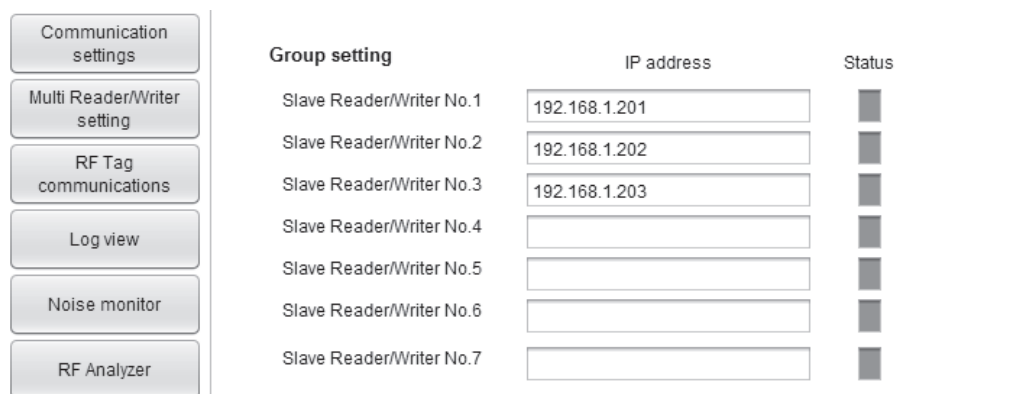 Communication
settings
Multi Reader/Writer
setting
RF Tag
communications
Log view
Noise monitor
RF Analyzer
Group setting
IP address
Status
Slave Reader/Writer No.1
192.168.1.201
Slave Reader/Writer No.2
192.168.1.202
Slave Reader/Writer No.3
192.168.1.203
Slave Reader/Writer No.4
Slave Reader/Writer No.5
Slave Reader/Writer No.6
Slave Reader/Writer No.7